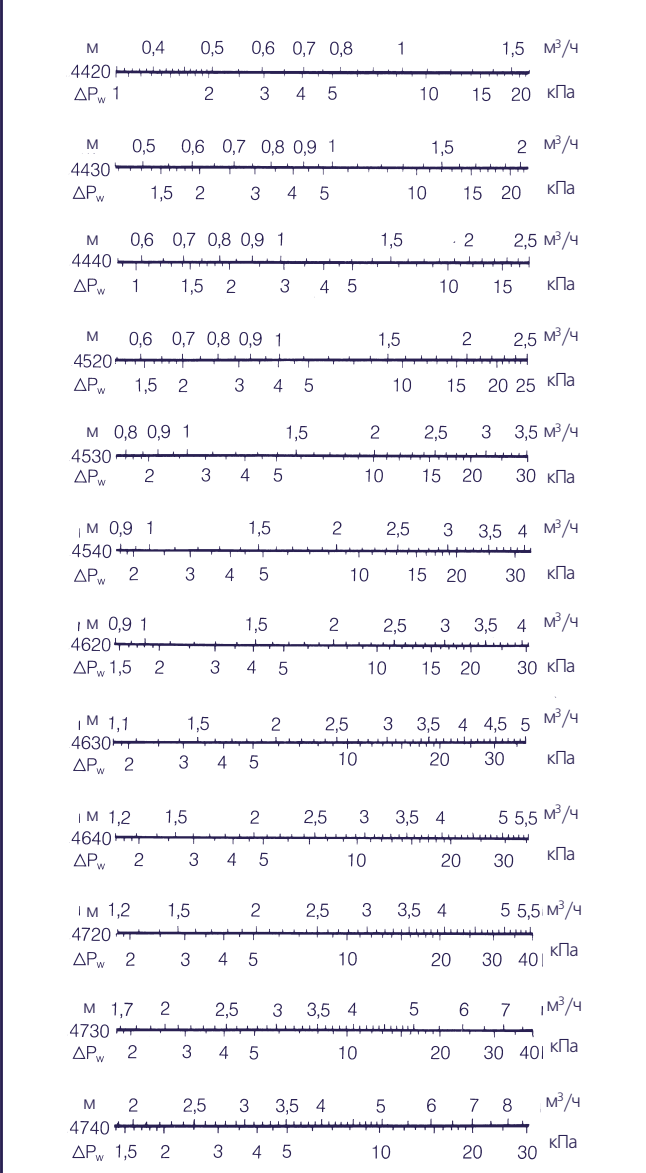 м 0,4 0,5 0,6 0,7 0,8 1 1,5 м³/ч
4420
ΔPw 1 2 3 4 5 10 15 20 кПа
м 0,5 0,6 0,7 0,8 0,9 1 1,5 2 м³/ч
4430
ΔPw 1,5 2 3 4 5 10 15 20 кПа
м 0,6 0,7 0,8 0,9 1 1,5 2 2,5 м³/ч
4440
ΔPw 1 1,5 2 3 4 5 10 15 кПа
м 0,6 0,7 0,8 0,9 1 1,5 2 2,5 м³/ч
4520
ΔPw 1,5 2 3 4 5 10 15 20 25 кПа
м 0,8 0,9 1 1,5 2 2,5 3 3,5 м³/ч
4530
ΔPw 2 3 4 5 10 15 20 30 кПа
м 0,9 1 1,5 2 2,5 3 3,5 4 м³/ч
4540
ΔPw 2 3 4 5 10 15 20 30 кПа
м 0,9 1 1,5 2 2,5 3 3,5 4 м³/ч
4620
ΔPw 1,5 2 3 4 5 10 15 20 30 кПа
м 1,1 1,5 2 2,5 3 3,5 4 4,5 5 м³/ч
4630
ΔPw 2 3 4 5 10 20 30 кПа
м 1,2 1,5 2 2,5 3 3,5 4 5 5,5 м³/ч
4640
ΔPw 2 3 4 5 10 20 30 кПа
м 1,2 1,5 2 2,5 3 3,5 4 5 5,5 м³/ч
4720
ΔPw 2 3 4 5 10 20 30 40 кПа
м 1,7 2 2,5 3 3,5 4 5 6 7 м³/ч
4730
ΔPw 2 3 4 5 10 20 30 40 кПа
м 2 2,5 3 3,5 4 5 6 7 8 м³/ч
4740
ΔPw 1,5 2 3 4 5 10 20 30 кПа